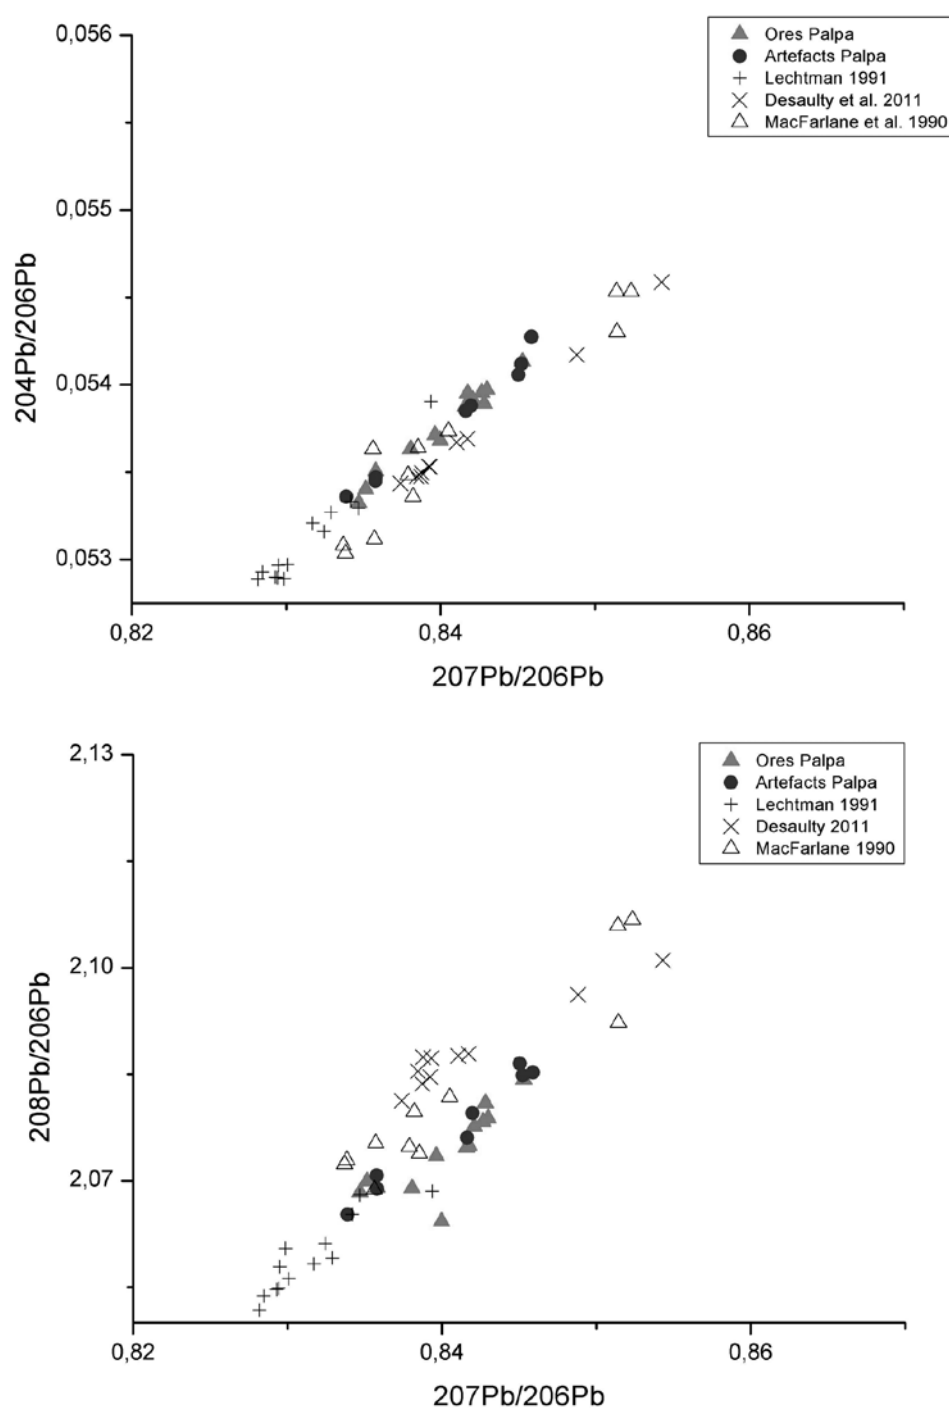 0,056
0,055
0,054
0,053
204Pb/206Pb
0,82
0,84
0,86
207Pb/206Pb
Ores Palpa
Artefacts Palpa
Lechtman 1991
Desaulty et al. 2011
MacFarlane et al. 1990
2,13
2,10
2,07
208Pb/206Pb
0,82
0,84
0,86
207Pb/206Pb
Ores Palpa
Artefacts Palpa
Lechtman 1991
Desaulty 2011
MacFarlane 1990